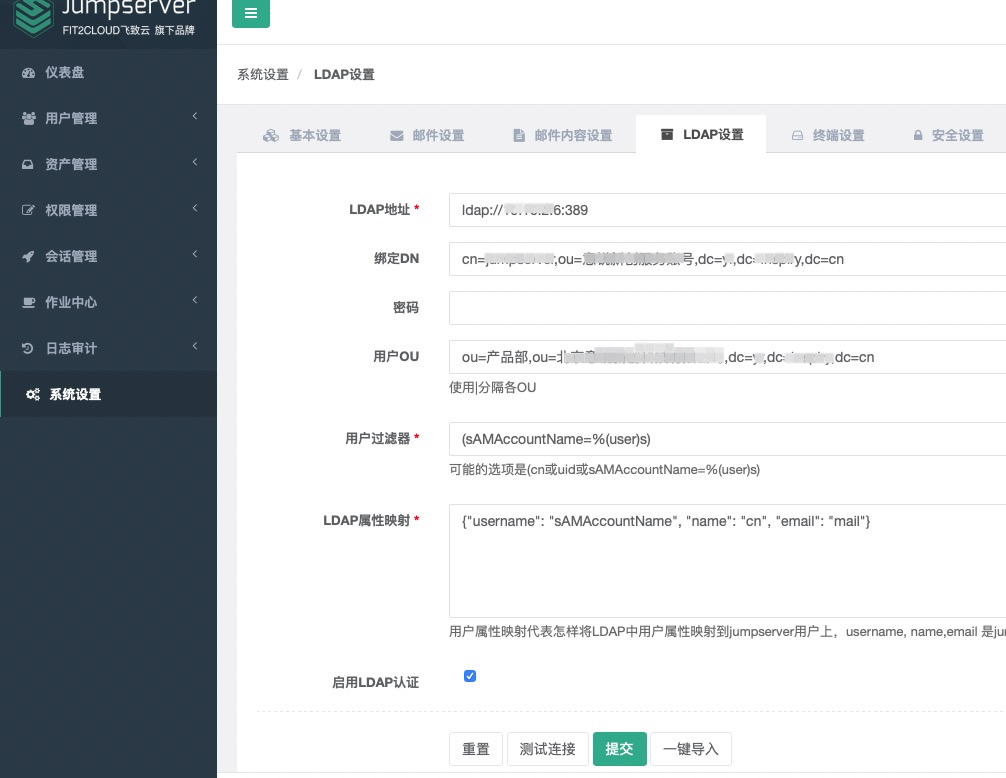 Jumpserver
FIT2CLOUD飞致云 旗下品牌
仪表盘
用户管理
资产管理
权限管理
会话管理
作业中心
日志审计
系统设置
系统设置 / LDAP设置
基本设置
邮件设置
邮件内容设置
LDAP设置
终端设置
安全设置
LDAP地址 *
ldap:// 6:389
绑定DN
cn= ,ou= 号,dc= ,dc= y,dc=cn
密码
用户OU
ou=产品部,ou= ,dc= ,dc= ,dc=cn
使用|分隔各OU
用户过滤器 *
(sAMAccountName=%(user)s)
可能的选项是(cn或uid或sAMAccountName=%(user)s)
LDAP属性映射 *
{"username": "sAMAccountName", "name": "cn", "email": "mail"}
用户属性映射代表怎样将LDAP中用户属性映射到jumpserver用户上，username, name,email 是
启用LDAP认证
重置
测试连接
提交
一键导入